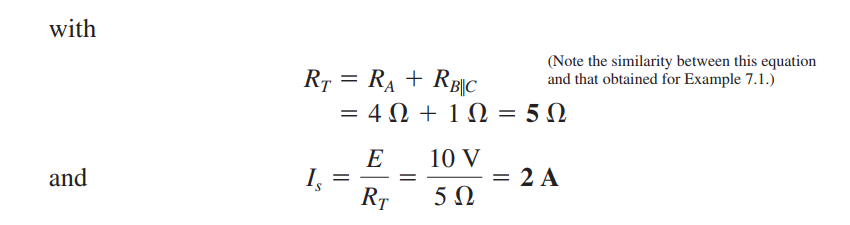 with
(Note the similarity between this equation
and that obtained for Example 7.1.)
R_T = R_A + R_{B||C}
= 4 Ω + 1 Ω = 5 Ω
and I_s = E/R_T = 10 V/5 Ω = 2 A